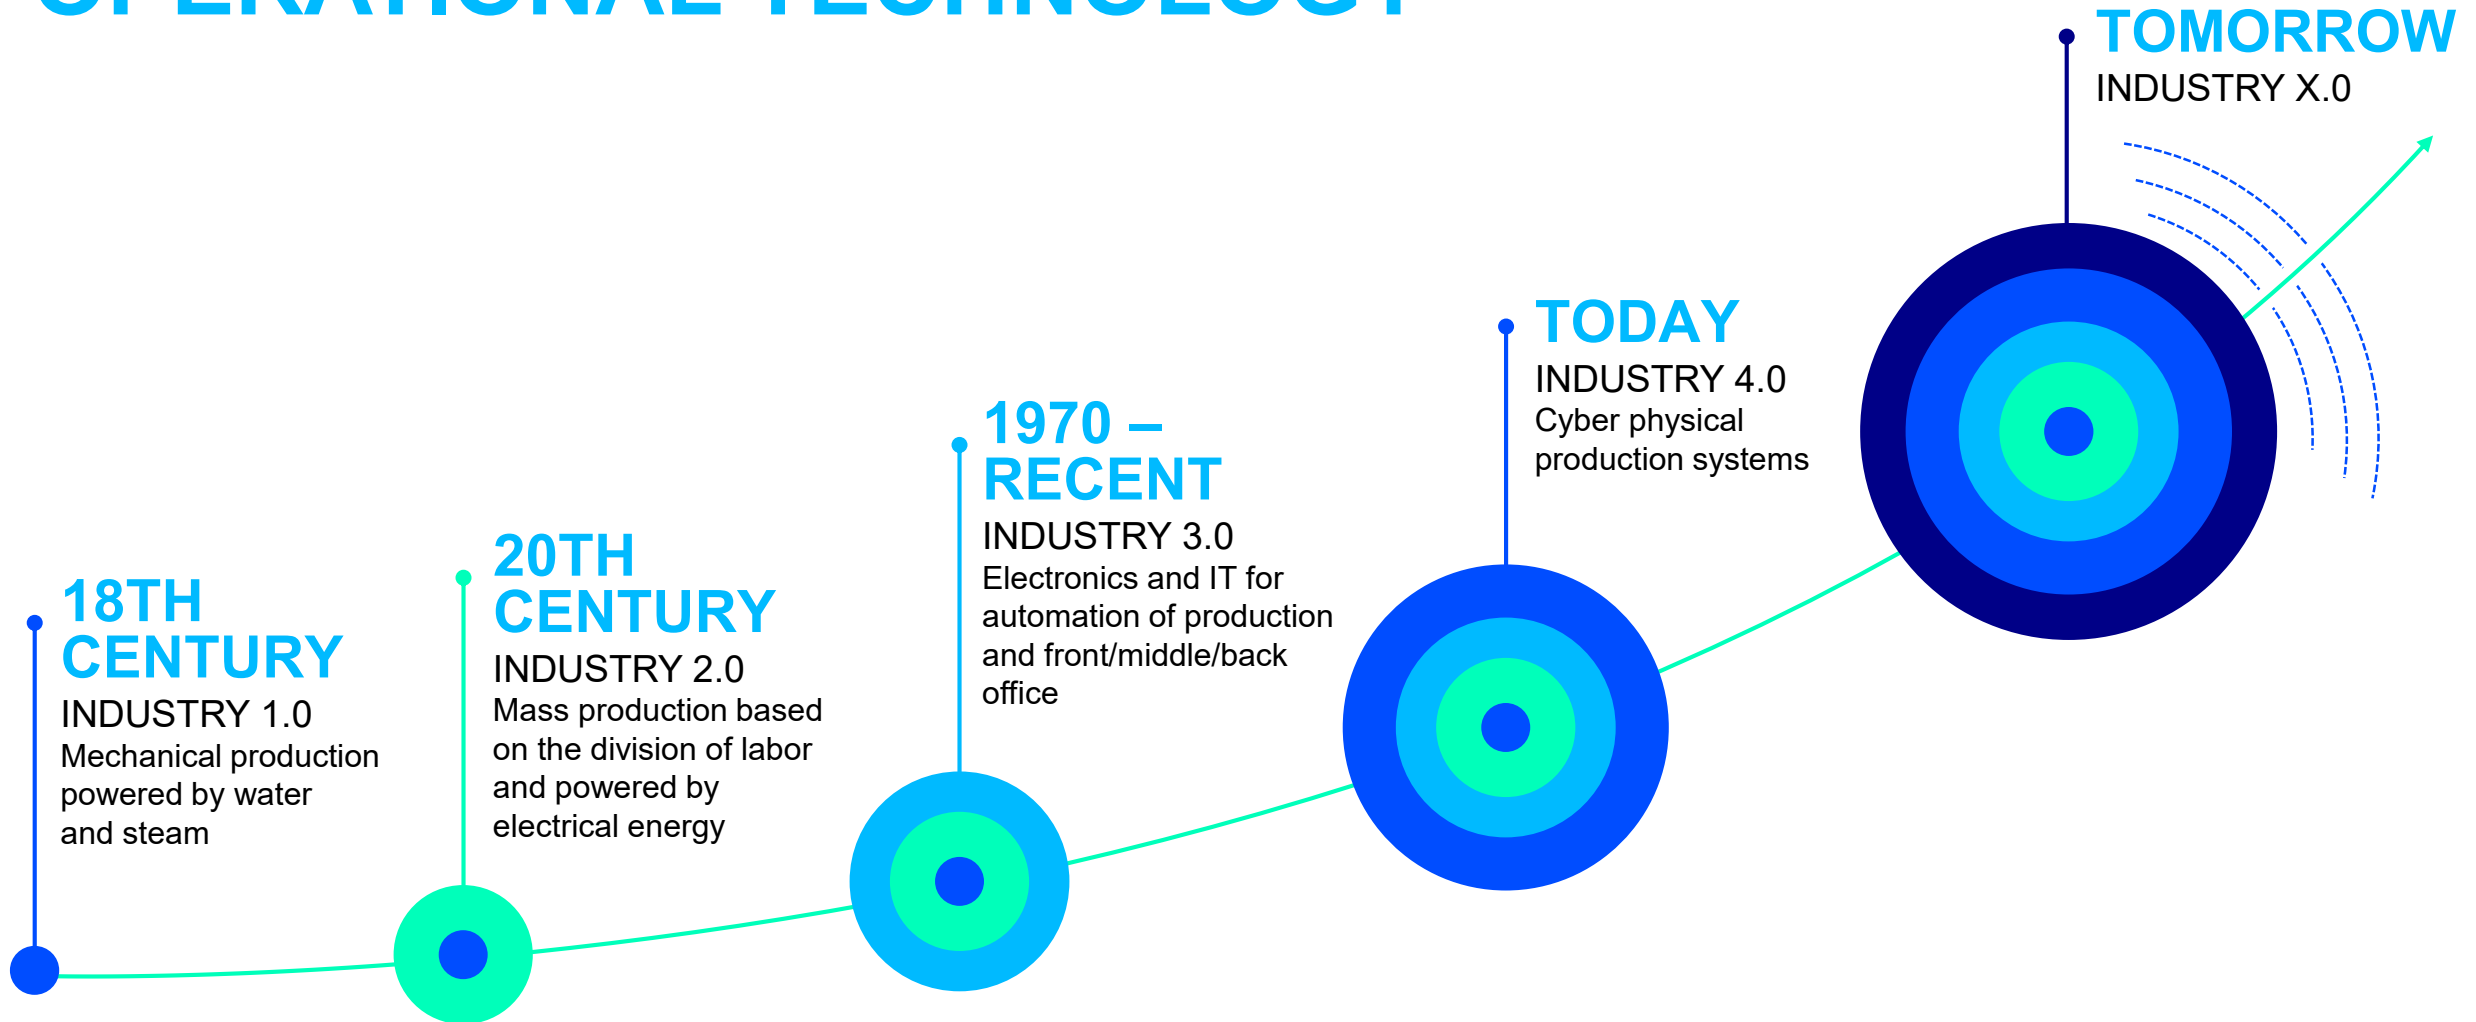 OPERATIONAL TECHNOLOGY
TOMORROW
INDUSTRY X.0
TODAY
INDUSTRY 4.0
Cyber physical
production systems
1970 –
RECENT
INDUSTRY 3.0
Electronics and IT for
automation of production
and front/middle/back
office
20TH
CENTURY
INDUSTRY 2.0
Mass production based
on the division of labor
and powered by
electrical energy
18TH
CENTURY
INDUSTRY 1.0
Mechanical production
powered by water
and steam